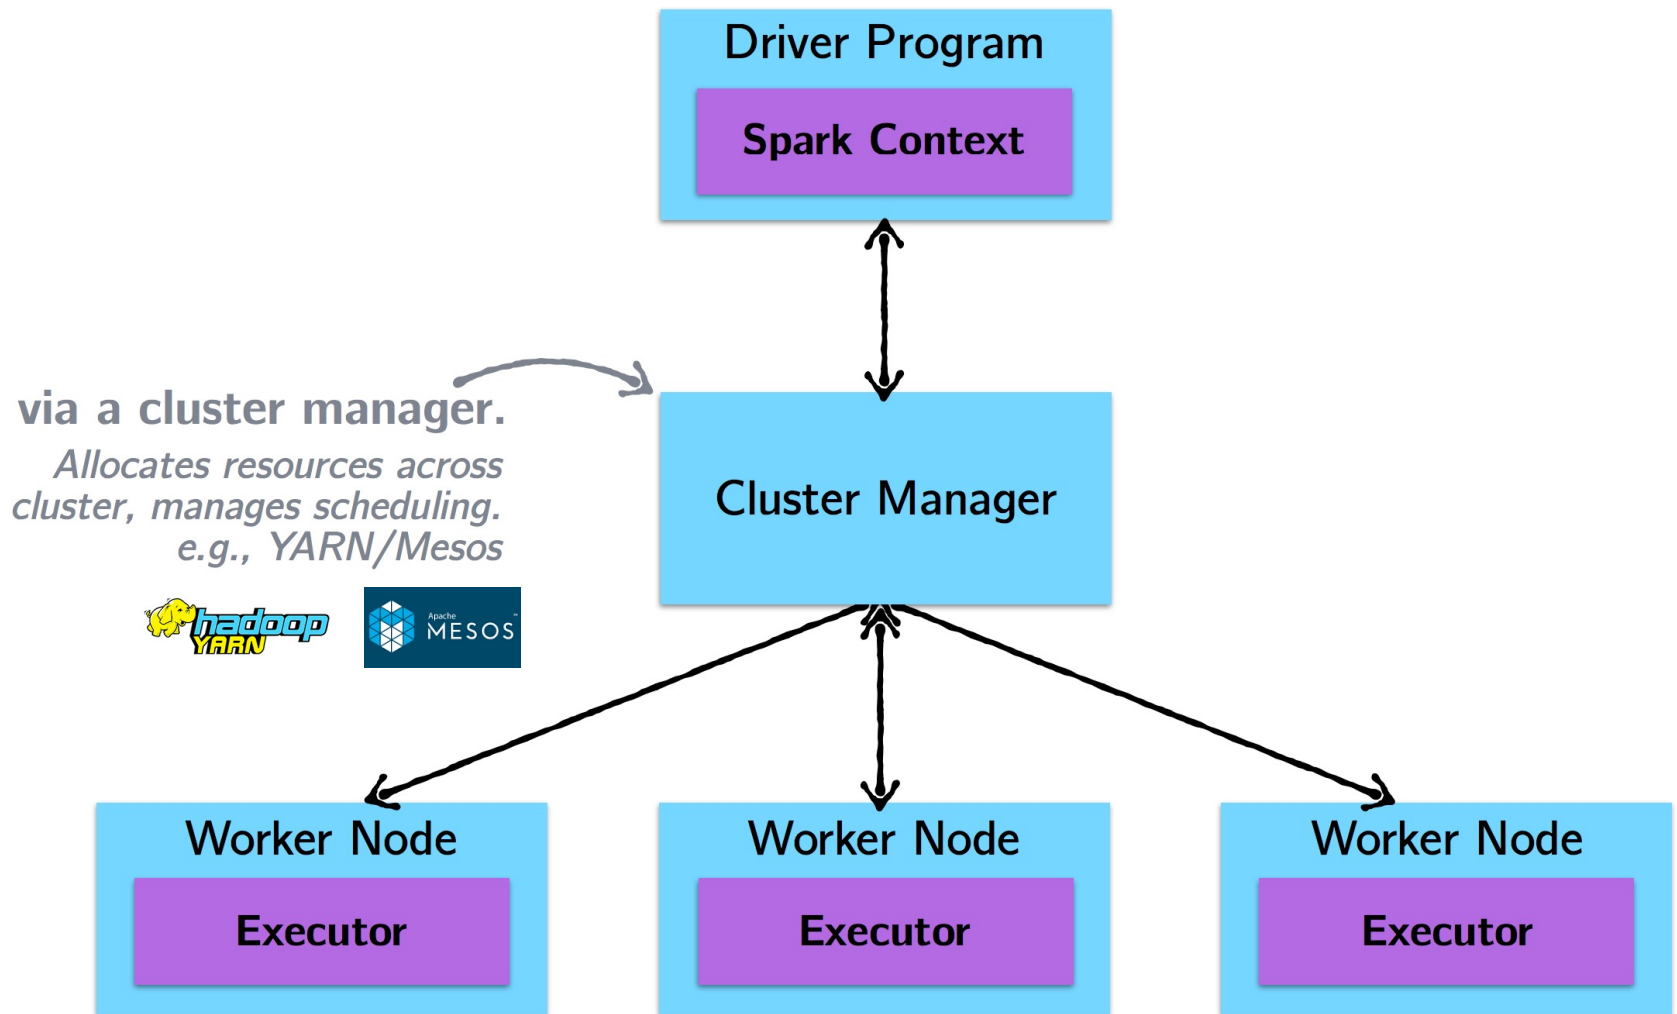 Driver Program
Spark Context
via a cluster manager.
Allocates resources across
cluster, manages scheduling.
e.g., YARN/Mesos
hadoop
YARN
Apache
MESOS™
Cluster Manager
Worker Node
Executor
Worker Node
Executor
Worker Node
Executor